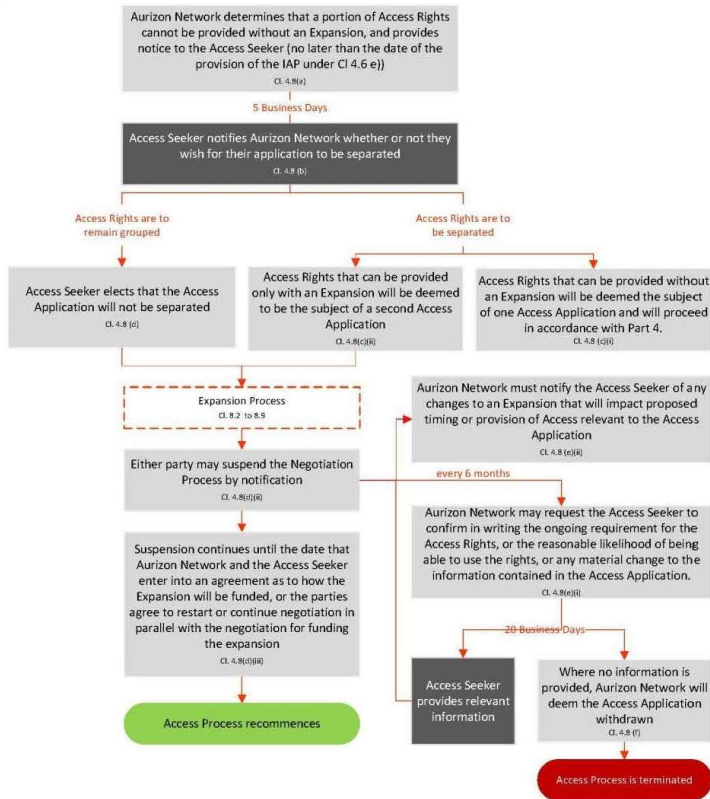 Aurizon Network determines that a portion of Access Rights
cannot be provided without an Expansion, and provides
notice to the Access Seeker (no later than the date of the
provision of the IAP under Cl 4.6 e))
Cl. 4.8(a)
5 Business Days
Access Seeker notifies Aurizon Network whether or not they
wish for their application to be separated
Cl. 4.8 (b)
Access Rights are to
remain grouped
Access Rights are to
be separated
Access Seeker elects that the Access
Application will not be separated
Cl. 4.8 (d)
Access Rights that can be provided
only with an Expansion will be deemed
to be the subject of a second Access
Application
Cl. 4.8(c)(ii)
Access Rights that can be provided without
an Expansion will be deemed the subject
of one Access Application and will proceed
in accordance with Part 4.
Cl. 4.8 (c)(i)
Expansion Process
Cl. 8.2 to 8.9
Aurizon Network must notify the Access Seeker of any
changes to an Expansion that will impact proposed
timing or provision of Access relevant to the Access
Application
Cl. 4.8 (e)(ii)
Either party may suspend the Negotiation
Process by notification
Cl. 4.8(d)(ii)
every 6 months
Aurizon Network may request the Access Seeker to
confirm in writing the ongoing requirement for the
Access Rights, or the reasonable likelihood of being
able to use the rights, or any material change to the
information contained in the Access Application.
Cl. 4.8(e)(i)
Suspension continues until the date that
Aurizon Network and the Access Seeker
enter into an agreement as to how the
Expansion will be funded, or the parties
agree to restart or continue negotiation in
parallel with the negotiation for funding
the expansion
Cl. 4.8(d)(iii)
20 Business Days
Access Seeker
provides relevant
information
Where no information is
provided, Aurizon Network will
deem the Access Application
withdrawn
Cl. 4.8 (f)
Access Process recommences
Access Process is terminated